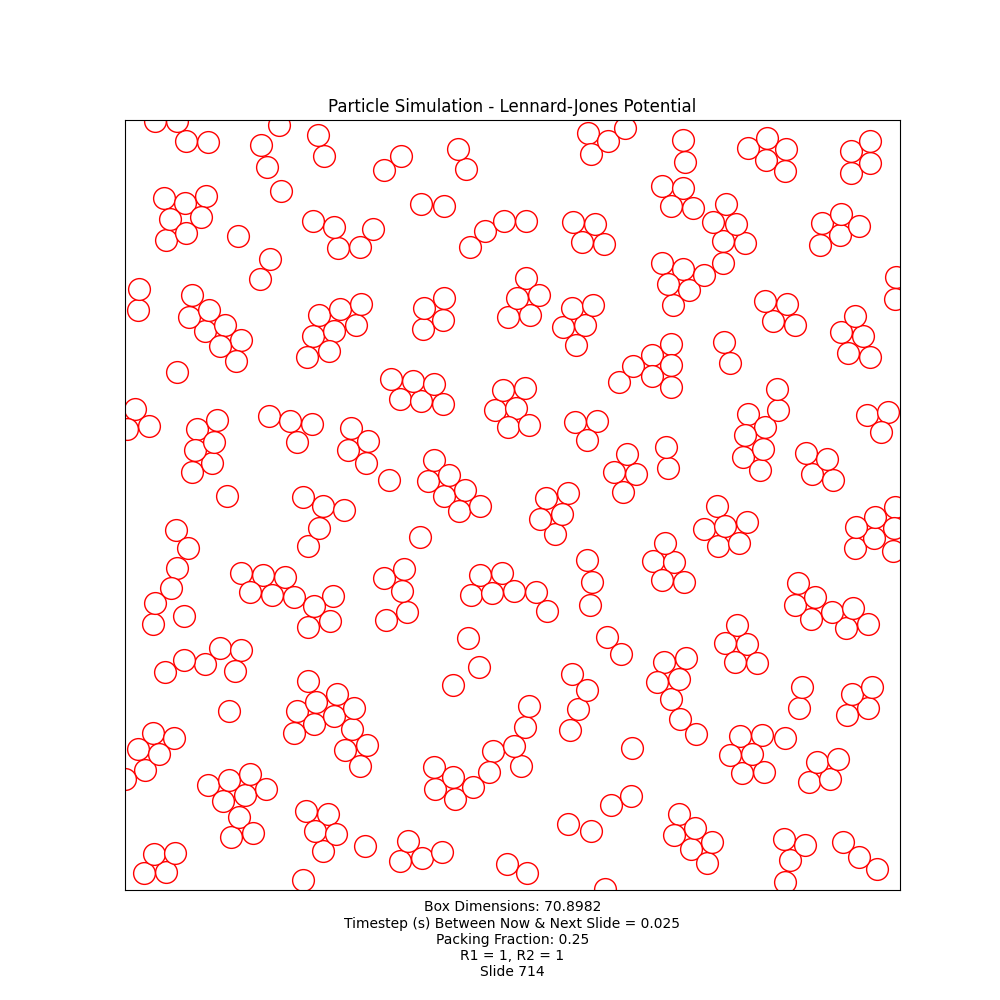 Particle Simulation - Lennard-Jones Potential
Box Dimensions: 70.8982
Timestep (s) Between Now & Next Slide = 0.025
Packing Fraction: 0.25
R1 = 1, R2 = 1
Slide 714